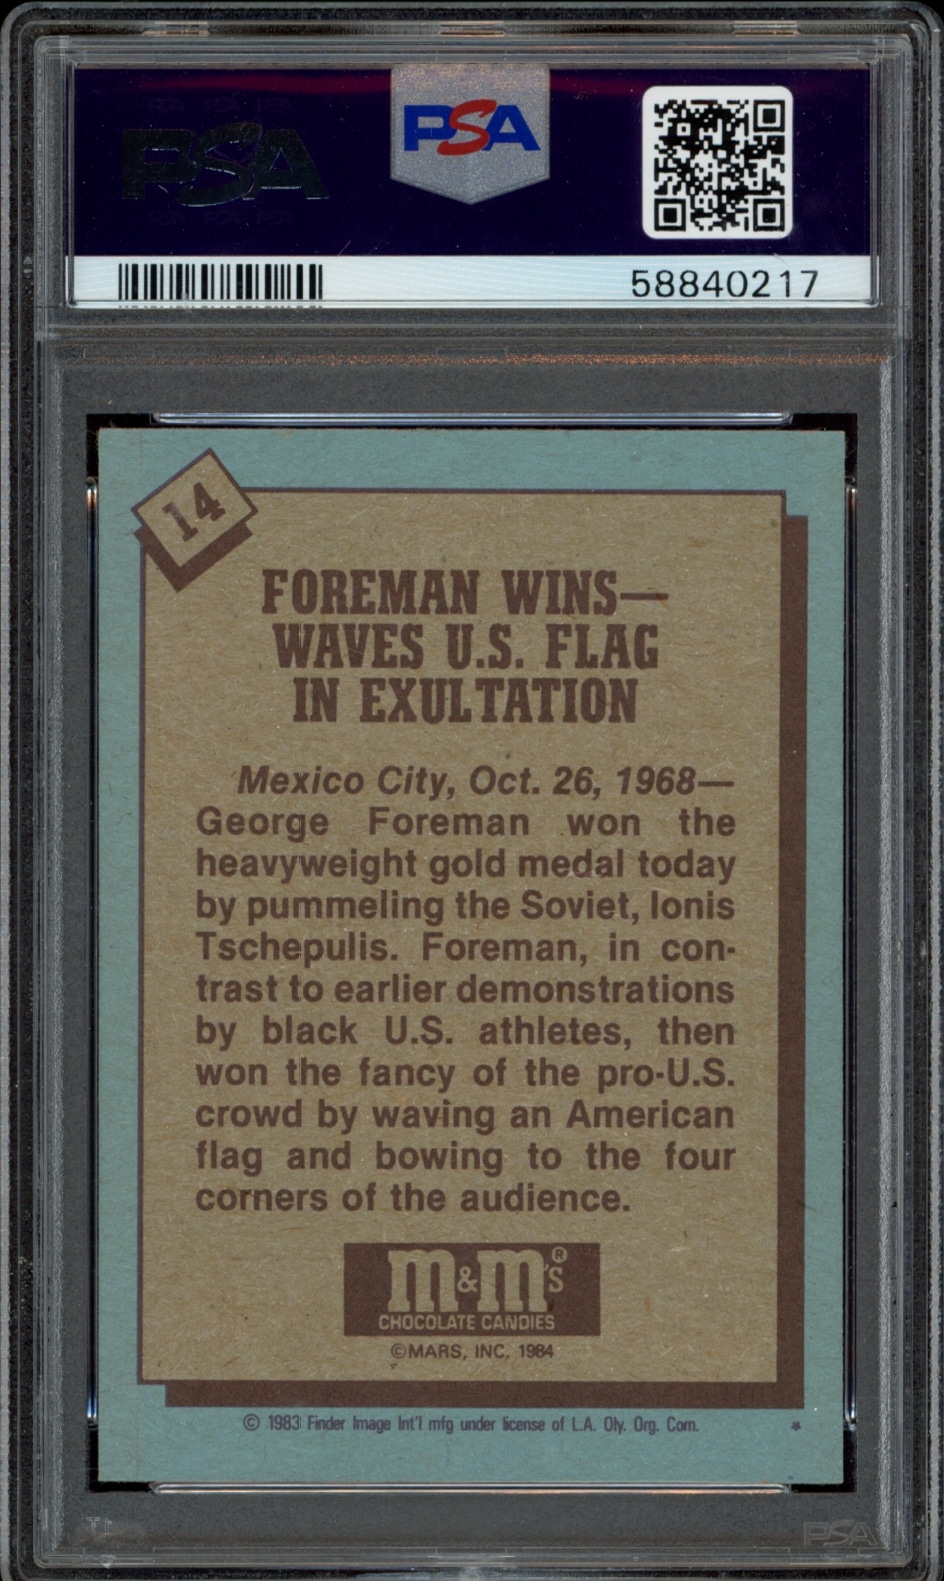 PSA
PSA
58840217
14
FOREMAN WINS—
WAVES U.S. FLAG
IN EXULTATION
Mexico City, Oct. 26, 1968—
George Foreman won the
heavyweight gold medal today
by pummeling the Soviet, Ionis
Tschepulis. Foreman, in con-
trast to earlier demonstrations
by black U.S. athletes, then
won the fancy of the pro-U.S.
crowd by waving an American
flag and bowing to the four
corners of the audience.
m&m's®
CHOCOLATE CANDIES
©MARS, INC. 1984
© 1983 Finder Image Int'l mfg under license of L.A. Oly. Org. Com. *
PSA